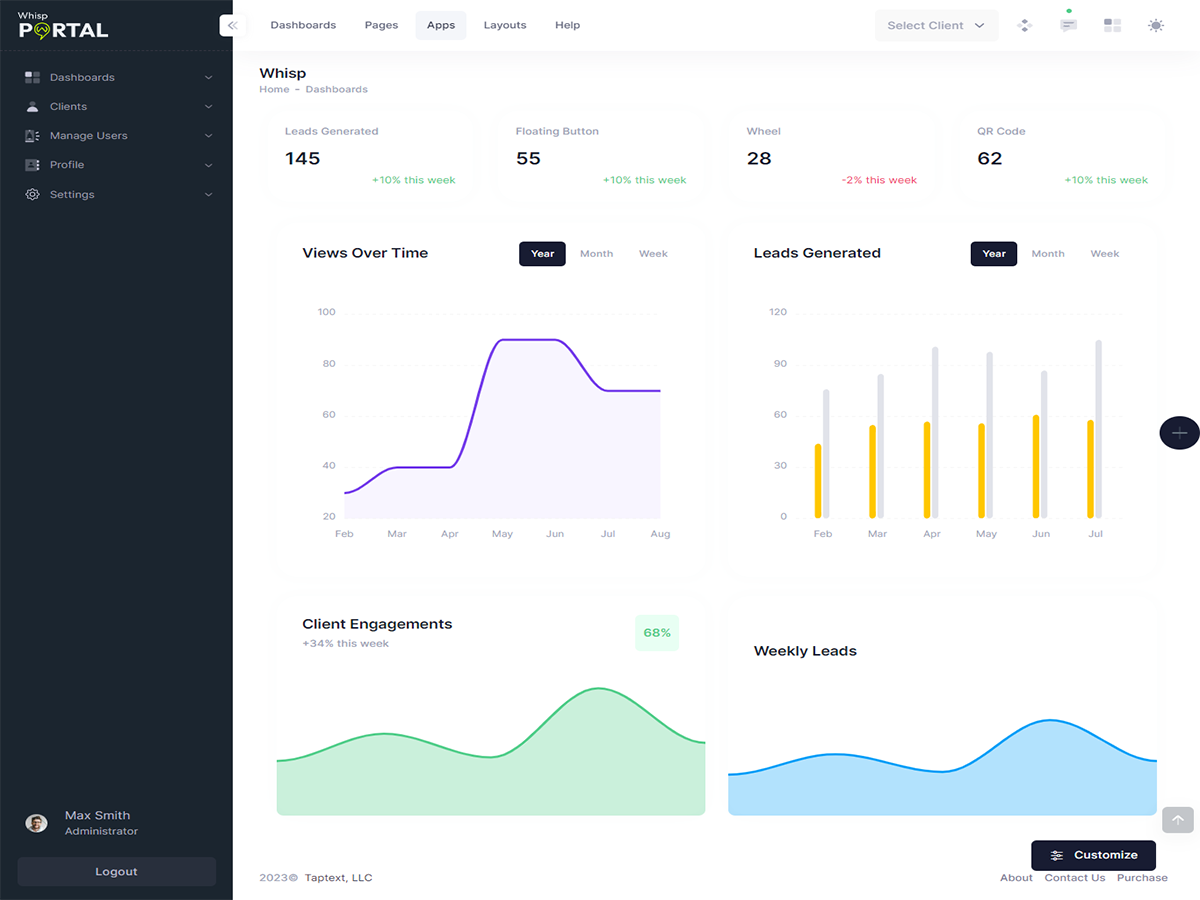 Whisp
PORTAL
Dashboards
Clients
Manage Users
Profile
Settings
Max Smith
Administrator
Logout
Dashboards Pages Apps Layouts Help Select Client
Whisp
Home - Dashboards
Leads Generated
145
+10% this week
Floating Button
55
+10% this week
Wheel
28
-2% this week
QR Code
62
+10% this week
Views Over Time Year Month Week
100
80
60
40
20
Feb Mar Apr May Jun Jul Aug
Leads Generated Year Month Week
120
90
60
30
0
Feb Mar Apr May Jun Jul
Client Engagements
+34% this week
68%
Weekly Leads
Customize
2023© Taptext, LLC
About Contact Us Purchase